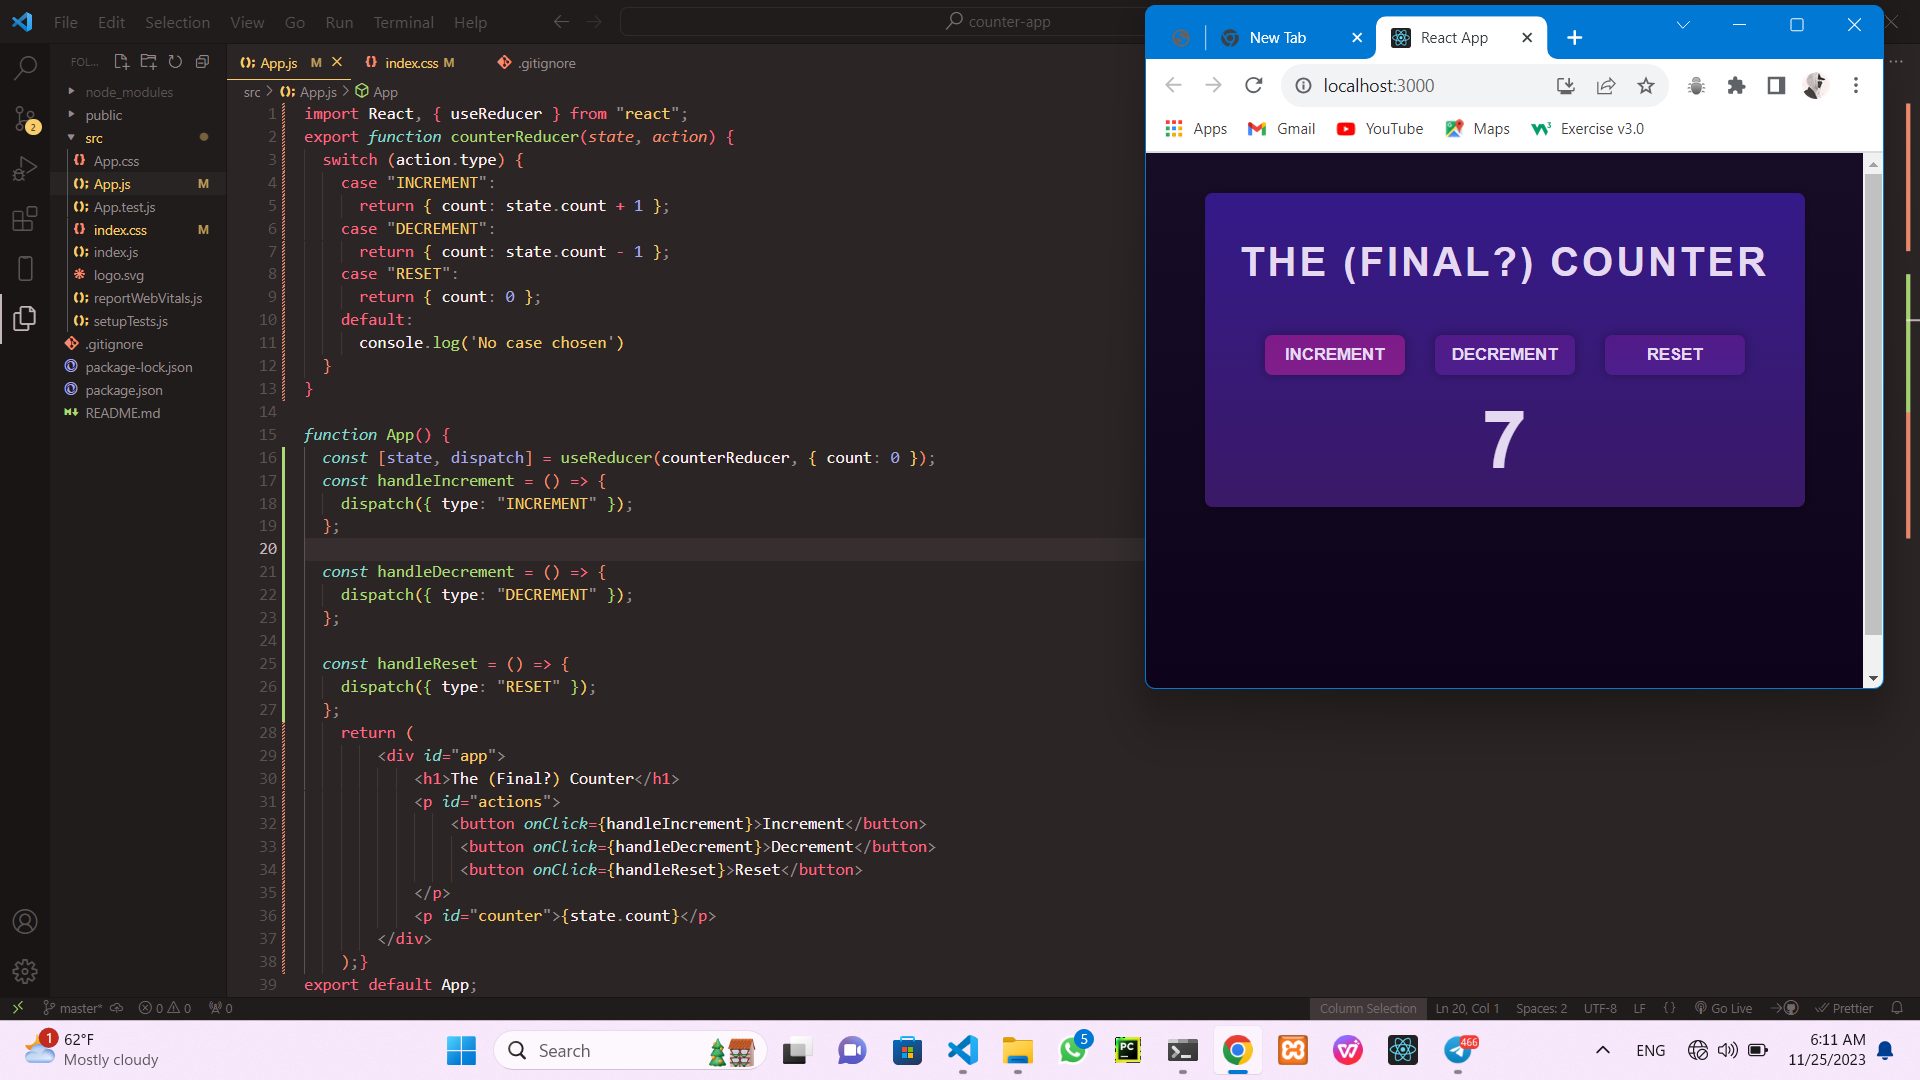 File Edit Selection View Go Run Terminal Help
counter-app
FOL...
node_modules
public
src
App.css
App.js M
App.test.js
index.css M
index.js
logo.svg
reportWebVitals.js
setupTests.js
.gitignore
package-lock.json
package.json
README.md
2
App.js M
index.css M
.gitignore
src > App.js > App
1 import React, { useReducer } from "react";
2 export function counterReducer(state, action) {
3 switch (action.type) {
4 case "INCREMENT":
5 return { count: state.count + 1 };
6 case "DECREMENT":
7 return { count: state.count - 1 };
8 case "RESET":
9 return { count: 0 };
10 default:
11 console.log('No case chosen')
12 }
13 }
14
15 function App() {
16 const [state, dispatch] = useReducer(counterReducer, { count: 0 });
17 const handleIncrement = () => {
18 dispatch({ type: "INCREMENT" });
19 };
20
21 const handleDecrement = () => {
22 dispatch({ type: "DECREMENT" });
23 };
24
25 const handleReset = () => {
26 dispatch({ type: "RESET" });
27 };
28 return (
29 <div id="app">
30 <h1>The (Final?) Counter</h1>
31 <p id="actions">
32 <button onClick={handleIncrement}>Increment</button>
33 <button onClick={handleDecrement}>Decrement</button>
34 <button onClick={handleReset}>Reset</button>
35 </p>
36 <p id="counter">{state.count}</p>
37 </div>
38 );}
39 export default App;
New Tab
React App
localhost:3000
Apps Gmail YouTube Maps Exercise v3.0
THE (FINAL?) COUNTER
INCREMENT DECREMENT RESET
7
master* 0 0 0
Column Selection Ln 20, Col 1 Spaces: 2 UTF-8 LF {} Go Live Prettier
1
62°F
Mostly cloudy
Search
5
PC
466
ENG
6:11 AM
11/25/2023